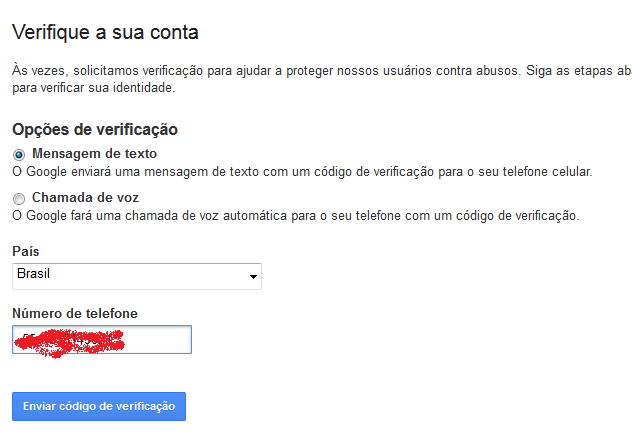 Verifique a sua conta
Às vezes, solicitamos verificação para ajudar a proteger nossos usuários contra abusos. Siga as etapas ab
para verificar sua identidade.
Opções de verificação
Mensagem de texto
O Google enviará uma mensagem de texto com um código de verificação para o seu telefone celular.
Chamada de voz
O Google fará uma chamada de voz automática para o seu telefone com um código de verificação.
País
Brasil
Número de telefone
Enviar código de verificação